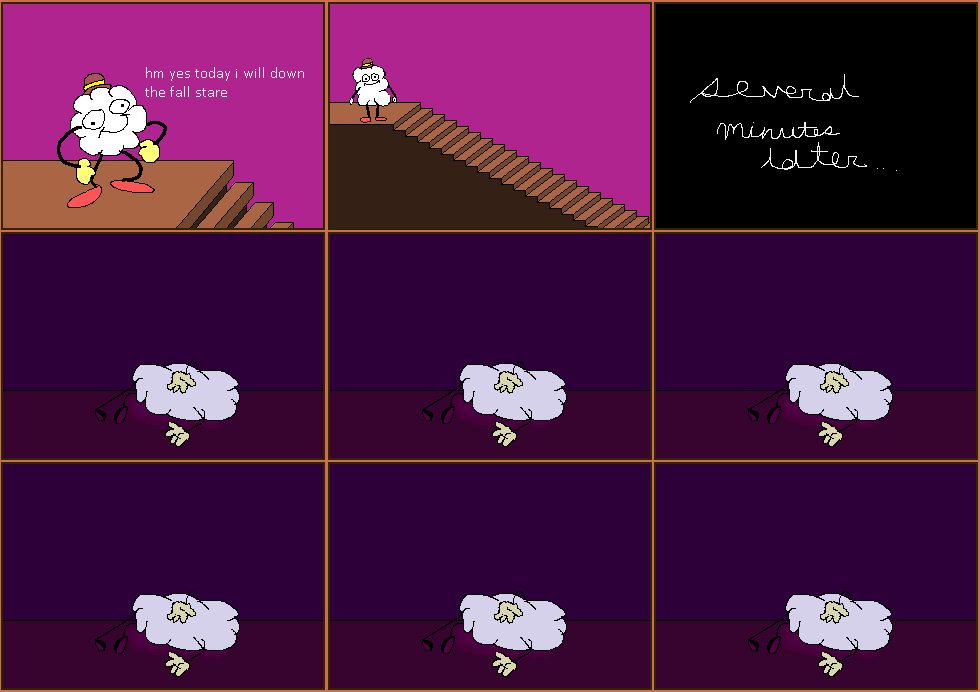 hm yes today i will down
the fall stare
several
minutes
later...